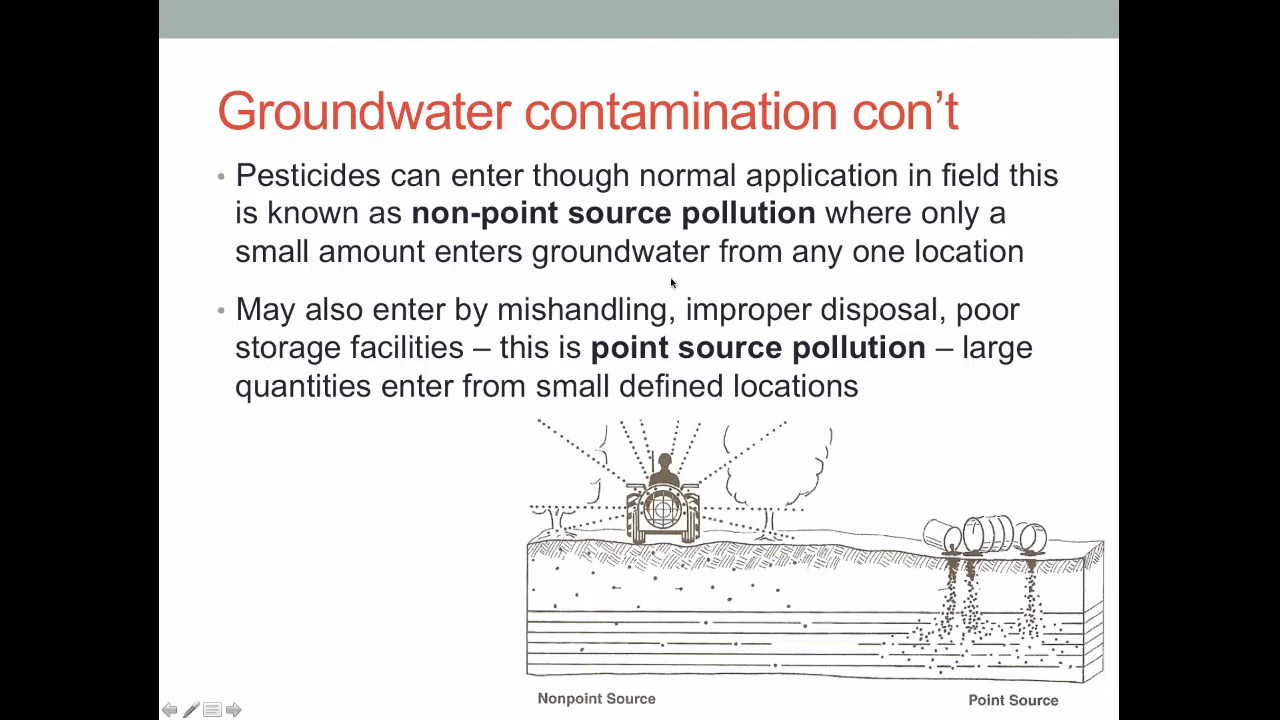 Groundwater contamination con’t
• Pesticides can enter though normal application in field this
is known as non-point source pollution where only a
small amount enters groundwater from any one location
• May also enter by mishandling, improper disposal, poor
storage facilities – this is point source pollution – large
quantities enter from small defined locations
Nonpoint Source
Point Source